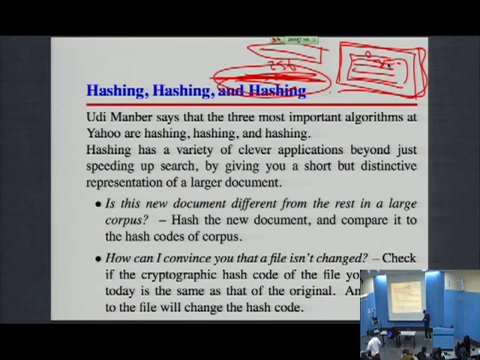 256
Hashing, Hashing, and Hashing
Udi Manber says that the three most important algorithms at
Yahoo are hashing, hashing, and hashing.
Hashing has a variety of clever applications beyond just
speeding up search, by giving you a short but distinctive
representation of a larger document.
• Is this new document different from the rest in a large
corpus? – Hash the new document, and compare it to
the hash codes of corpus.
• How can I convince you that a file isn't changed? – Check
if the cryptographic hash code of the file
today is the same as that of the original.
to the file will change the hash code.